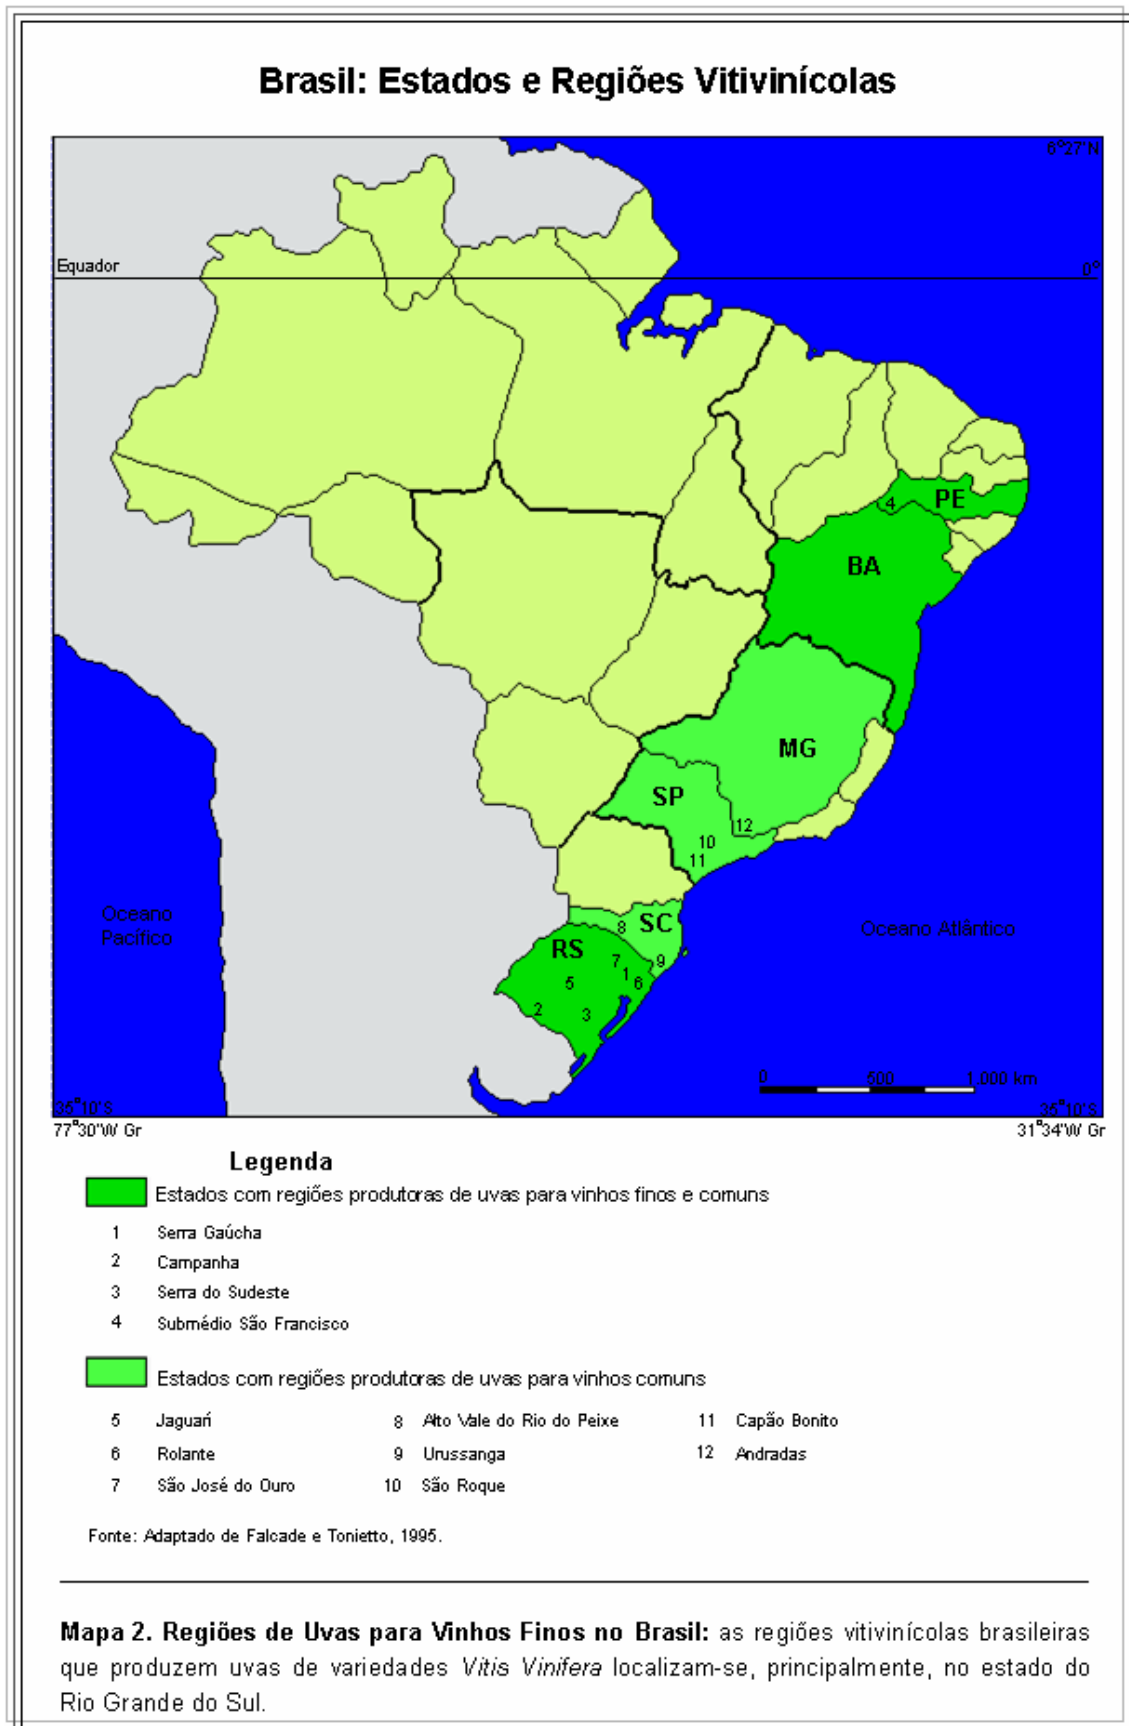 Brasil: Estados e Regiões Vitivinícolas
6°27'N
Equador
0°
PE
4
BA
MG
SP
12
10
11
Oceano
Pacífico
SC
8
Oceano Atlântico
RS
7
9
1
5
6
2
3
0 500 1.000 km
35°10'S 35°10'S
77°30'W Gr 31°34'W Gr
Legenda
Estados com regiões produtoras de uvas para vinhos finos e comuns
1 Serra Gaúcha
2 Campanha
3 Serra do Sudeste
4 Submédio São Francisco
Estados com regiões produtoras de uvas para vinhos comuns
5 Jaguari 8 Alto Vale do Rio do Peixe 11 Capão Bonito
6 Rolante 9 Urussanga 12 Andradas
7 São José do Ouro 10 São Roque
Fonte: Adaptado de Falcade e Tonietto, 1995.
Mapa 2. Regiões de Uvas para Vinhos Finos no Brasil: as regiões vitivinícolas brasileiras
que produzem uvas de variedades Vitis Vinifera localizam-se, principalmente, no estado do
Rio Grande do Sul.